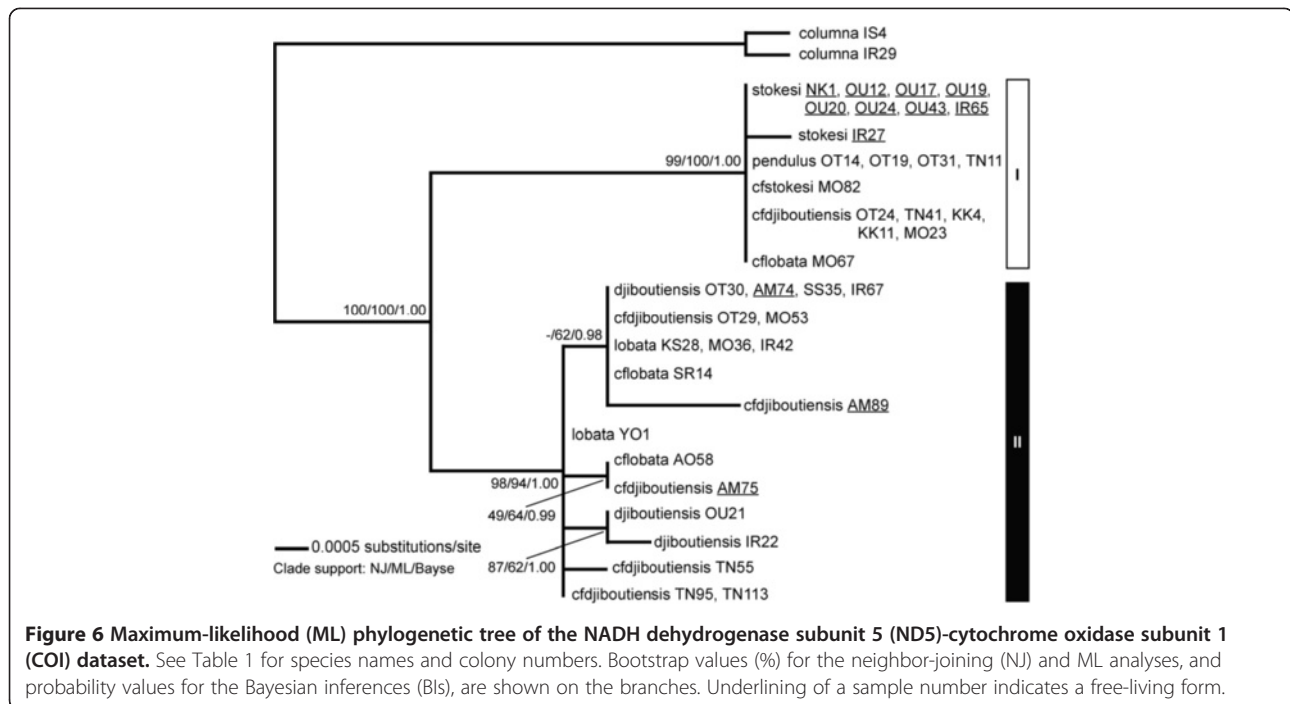 columna IS4
columna IR29
stokesi NK1, OU12, OU17, OU19,
OU20, OU24, OU43, IR65
stokesi IR27
99/100/1.00
pendulus OT14, OT19, OT31, TN11
I
cfstokesi MO82
cfdjiboutiensis OT24, TN41, KK4,
KK11, MO23
cflobata MO67
djiboutiensis OT30, AM74, SS35, IR67
100/100/1.00
cfdjiboutiensis OT29, MO53
-/62/0.98
lobata KS28, MO36, IR42
cflobata SR14
cfdjiboutiensis AM89
lobata YO1
II
cflobata AO58
98/94/1.00
cfdjiboutiensis AM75
49/64/0.99
djiboutiensis OU21
djiboutiensis IR22
0.0005 substitutions/site
87/62/1.00
cfdjiboutiensis TN55
Clade support: NJ/ML/Bayse
cfdjiboutiensis TN95, TN113
Figure 6 Maximum-likelihood (ML) phylogenetic tree of the NADH dehydrogenase subunit 5 (ND5)-cytochrome oxidase subunit 1
(COI) dataset. See Table 1 for species names and colony numbers. Bootstrap values (%) for the neighbor-joining (NJ) and ML analyses, and
probability values for the Bayesian inferences (BIs), are shown on the branches. Underlining of a sample number indicates a free-living form.